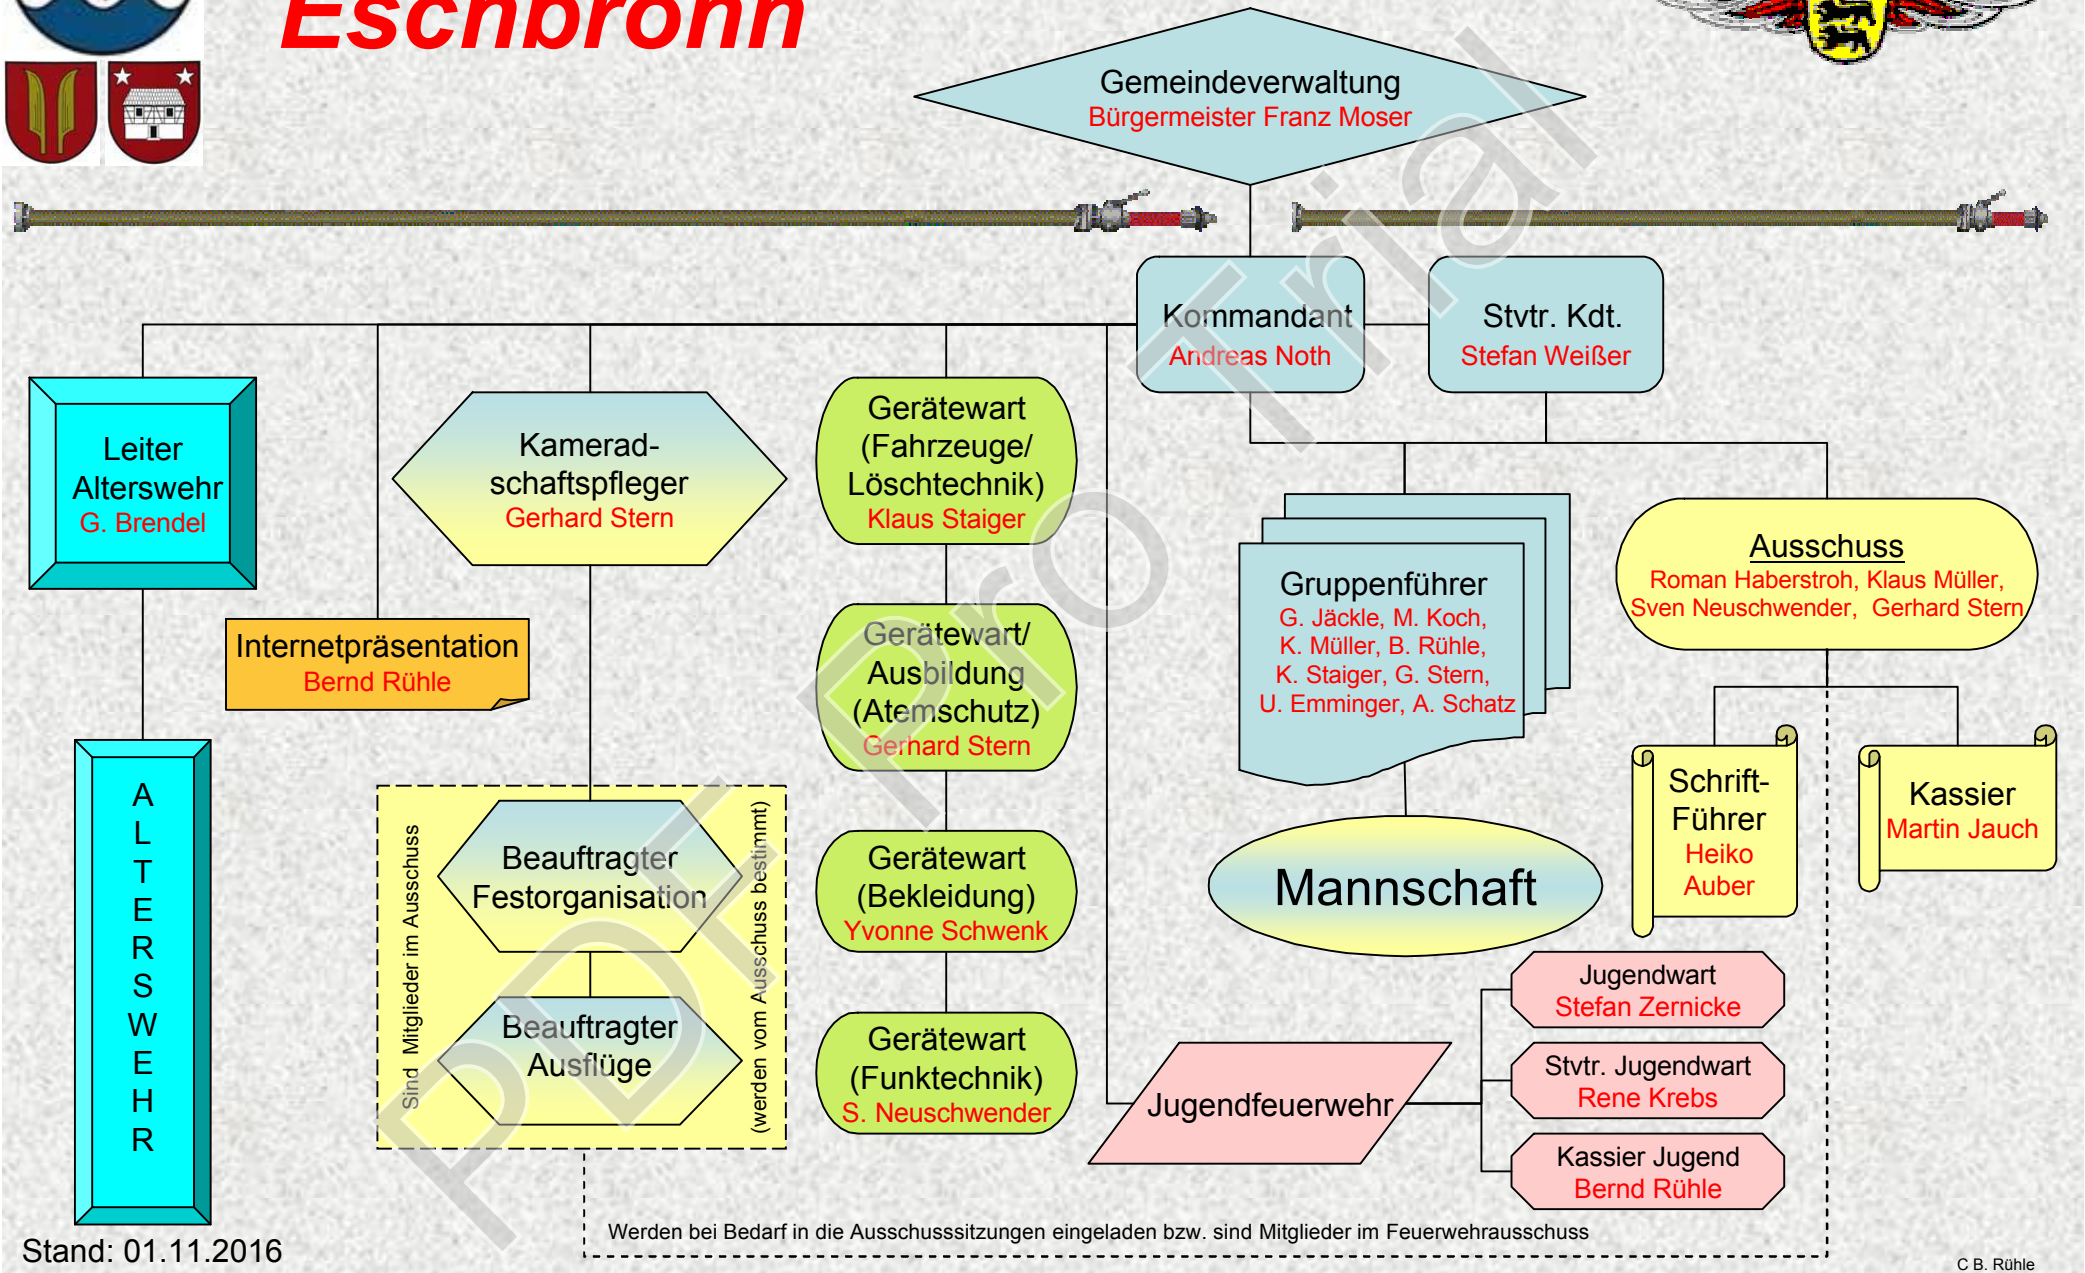 Eschbronn
Gemeindeverwaltung
Bürgermeister Franz Moser
Kommandant
Andreas Noth
Stvtr. Kdt.
Stefan Weißer
Leiter
Alterswehr
G. Brendel
Kamerad-
schaftspfleger
Gerhard Stern
Gerätewart
(Fahrzeuge/
Löschtechnik)
Klaus Staiger
Gruppenführer
G. Jäckle, M. Koch,
K. Müller, B. Rühle,
K. Staiger, G. Stern,
U. Emminger, A. Schatz
Ausschuss
Roman Haberstroh, Klaus Müller,
Sven Neuschwender, Gerhard Stern
Internetpräsentation
Bernd Rühle
Gerätewart/
Ausbildung
(Atemschutz)
Gerhard Stern
Schrift-
Führer
Heiko
Auber
Kassier
Martin Jauch
A
L
T
E
R
S
W
E
H
R
Sind Mitglieder im Ausschuss
Beauftragter
Festorganisation
Beauftragter
Ausflüge
(werden vom Ausschuss bestimmt)
Gerätewart
(Bekleidung)
Yvonne Schwenk
Mannschaft
Gerätewart
(Funktechnik)
S. Neuschwender
Jugendfeuerwehr
Jugendwart
Stefan Zernicke
Stvtr. Jugendwart
Rene Krebs
Kassier Jugend
Bernd Rühle
Werden bei Bedarf in die Ausschusssitzungen eingeladen bzw. sind Mitglieder im Feuerwehrausschuss
Stand: 01.11.2016
C B. Rühle
PDF Pro Trial